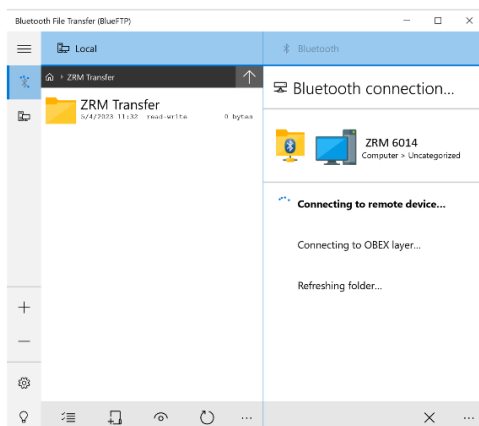 Bluetooth File Transfer (BlueFTP)
Local
Bluetooth
> ZRM Transfer
ZRM Transfer
5/4/2023 11:32 read-write 0 bytes
Bluetooth connection...
ZRM 6014
Computer > Uncategorized
Connecting to remote device...
Connecting to OBEX layer...
Refreshing folder...